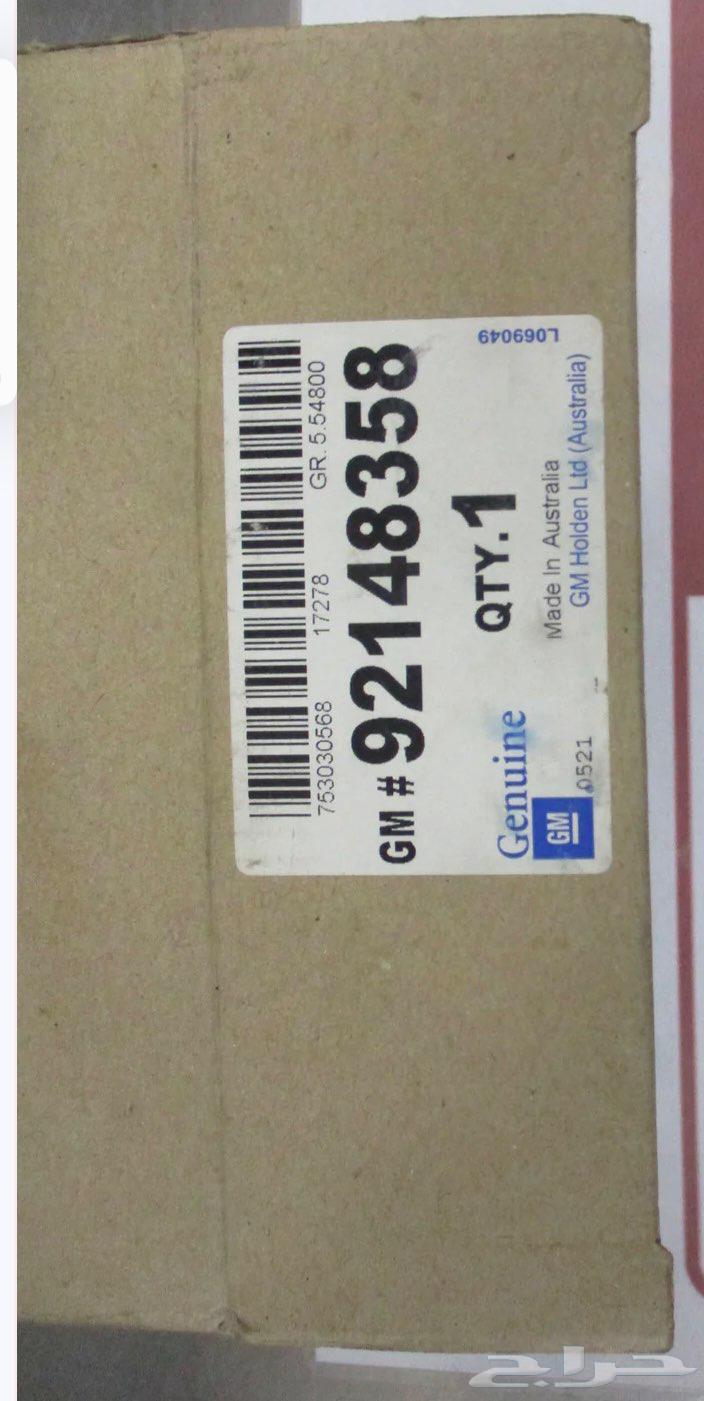 753030568 17278 GR. 5.54800
GM # 92148358
QTY. 1
L069049
Genuine
GM
Made In Australia
0521 GM Holden Ltd (Australia)
حراج